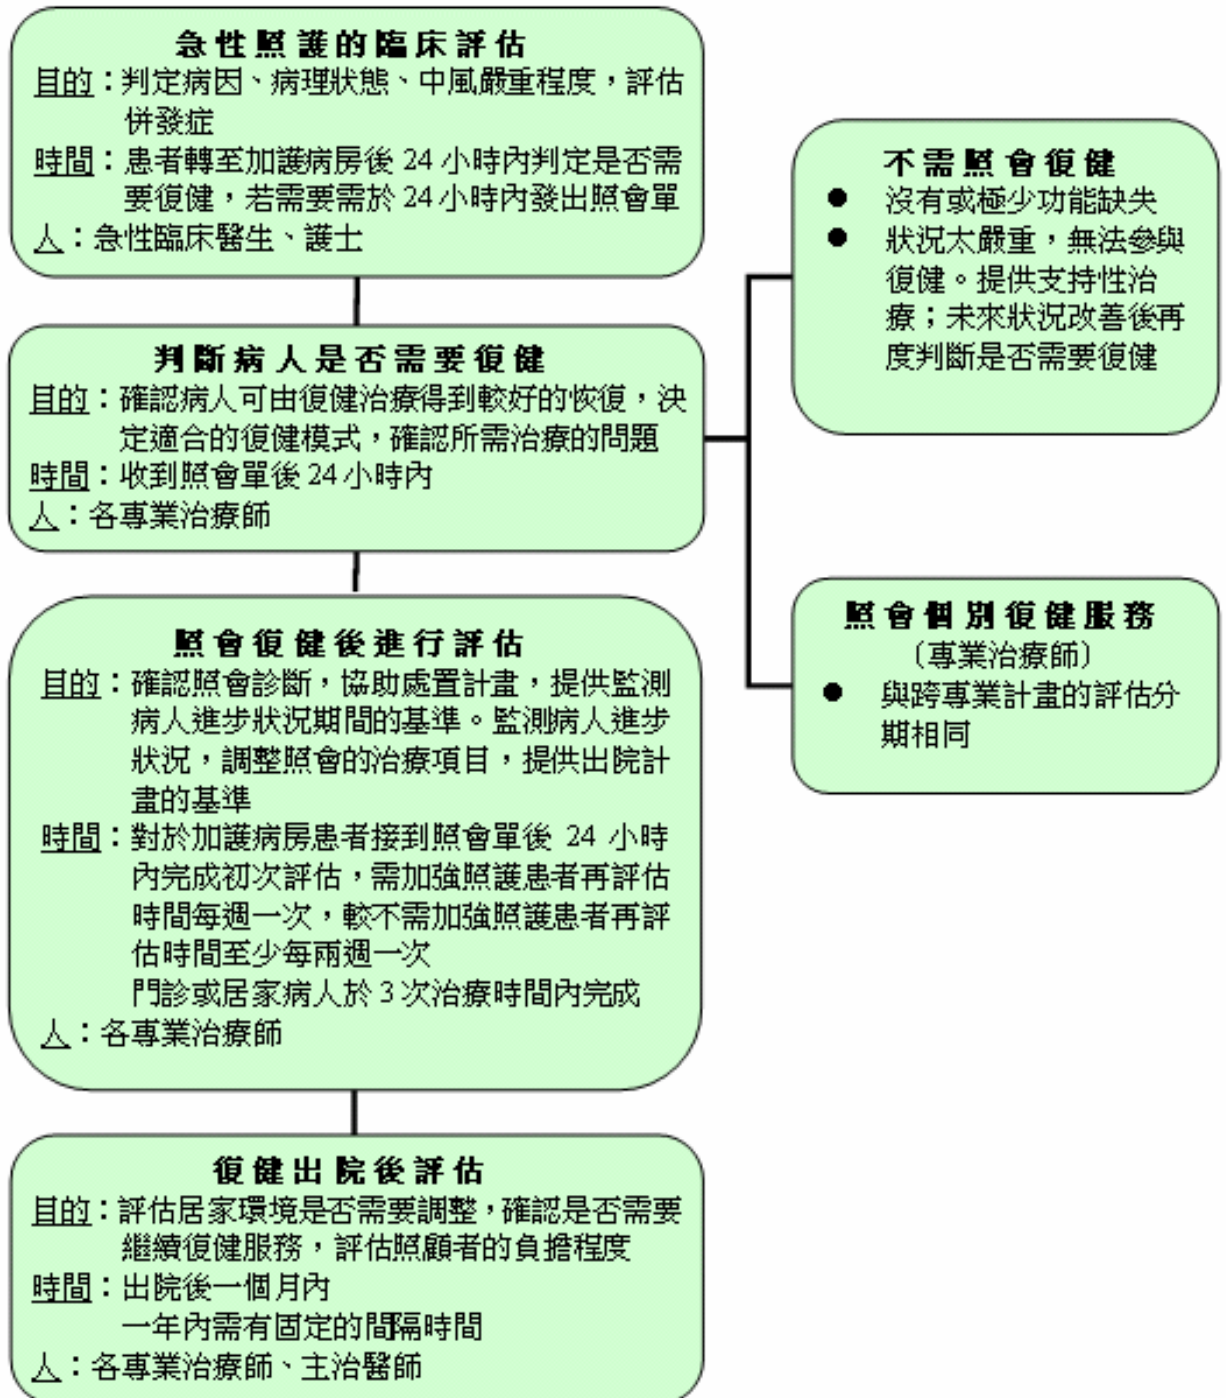 急性照護的臨床評估
目的：判定病因、病理狀態、中風嚴重程度，評估
併發症
時間：患者轉至加護病房後 24 小時內判定是否需
要復健，若需要需於 24 小時內發出照會單
人：急性臨床醫生、護士
判斷病人是否需要復健
目的：確認病人可由復健治療得到較好的恢復，決
定適合的復健模式，確認所需治療的問題
時間：收到照會單後 24 小時內
人：各專業治療師
不需照會復健
● 沒有或極少功能缺失
● 狀況太嚴重，無法參與
復健。提供支持性治
療；未來狀況改善後再
度判斷是否需要復健
照會個別復健服務
（專業治療師）
● 與跨專業計畫的評估分
期相同
照會復健後進行評估
目的：確認照會診斷，協助處置計畫，提供監測
病人進步狀況期間的基準。監測病人進步
狀況，調整照會的治療項目，提供出院計
畫的基準
時間：對於加護病房患者接到照會單後 24 小時
內完成初次評估，需加強照護患者再評估
時間每週一次，較不需加強照護患者再評
估時間至少每兩週一次
門診或居家病人於 3 次治療時間內完成
人：各專業治療師
復健出院後評估
目的：評估居家環境是否需要調整，確認是否需要
繼續復健服務，評估照顧者的負擔程度
時間：出院後一個月內
一年內需有固定的間隔時間
人：各專業治療師、主治醫師